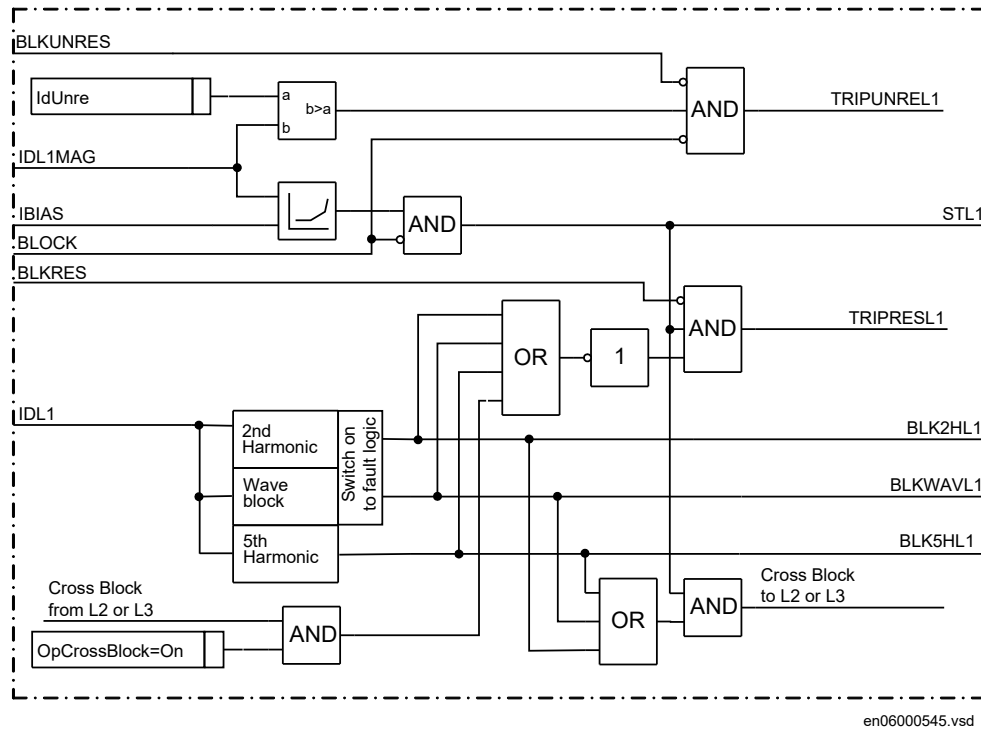 BLKUNRES
IdUnre
a
b>a
b
AND
TRIPUNREL1
IDL1MAG
IBIAS
AND
STL1
BLOCK
BLKRES
AND
TRIPRESL1
OR
1
IDL1
2nd
Harmonic
Wave
block
5th
Harmonic
Switch on
to fault logic
BLK2HL1
BLKWAVL1
BLK5HL1
Cross Block
from L2 or L3
OpCrossBlock=On
AND
OR
AND
Cross Block
to L2 or L3
en06000545.vsd